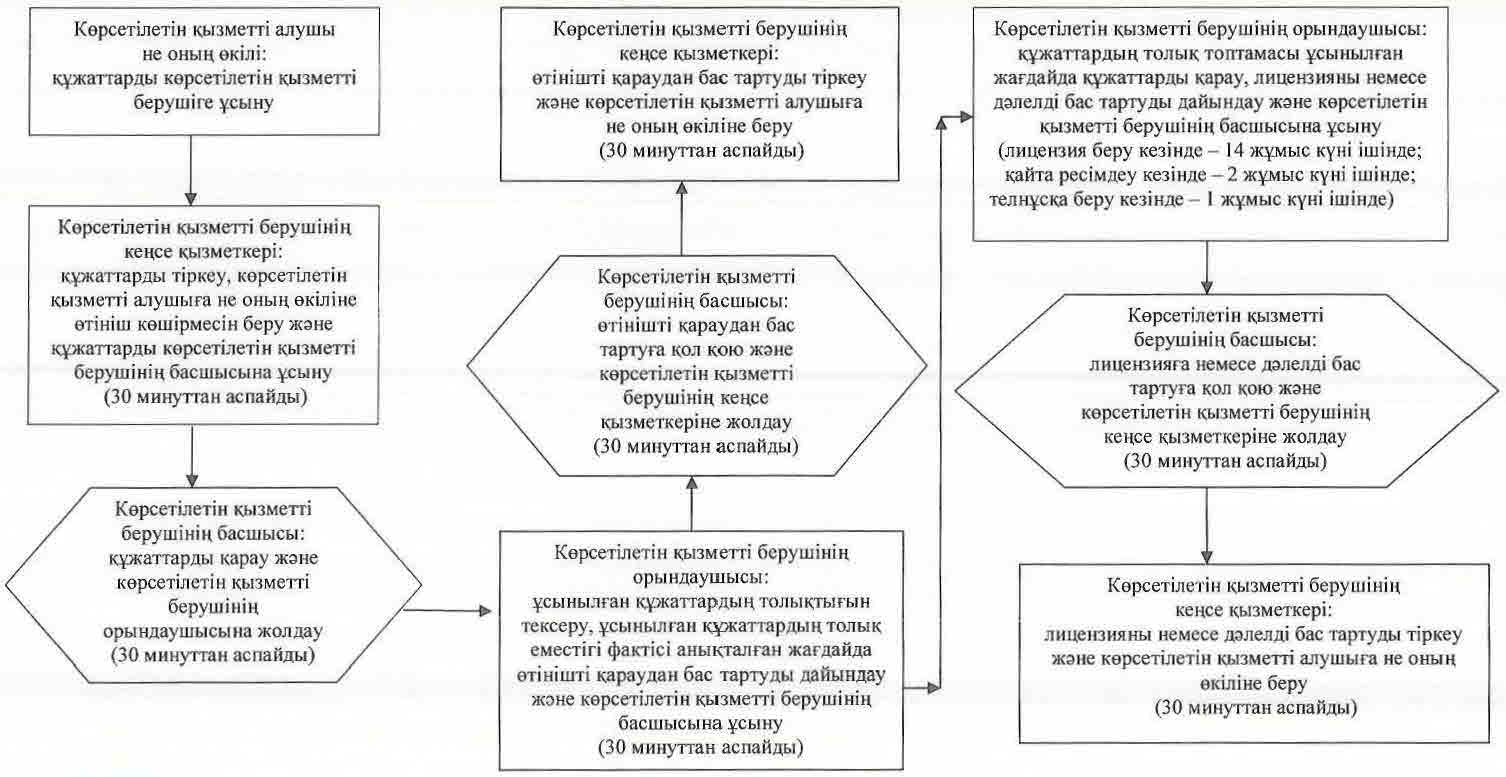 Көрсетілетін қызметті алушы
не оның өкілі:
құжаттарды көрсетілетін қызметті
берушіге ұсыну
Көрсетілетін қызметті берушінің
кеңсе қызметкері:
құжаттарды тіркеу, көрсетілетін
қызметті алушыға не оның өкіліне
өтініш көшірмесін беру және
құжаттарды көрсетілетін қызметті
берушінің басшысына ұсыну
(30 минуттан аспайды)
Көрсетілетін қызметті
берушінің басшысы:
құжаттарды қарау және
көрсетілетін қызметті
берушінің
орындаушысына жолдау
(30 минуттан аспайды)
Көрсетілетін қызметті берушінің
орындаушысы:
ұсынылған құжаттардың толықтығын
тексеру, ұсынылған құжаттардың толық
еместігі фактісі анықталған жағдайда
өтінішті қараудан бас тартуды дайындау
және көрсетілетін қызметті берушінің
басшысына ұсыну
(30 минуттан аспайды)
Көрсетілетін қызметті
берушінің басшысы:
өтінішті қараудан бас
тартуға қол қою және
көрсетілетін қызметті
берушінің кеңсе
қызметкеріне жолдау
(30 минуттан аспайды)
Көрсетілетін қызметті берушінің
кеңсе қызметкері:
өтінішті қараудан бас тартуды тіркеу
және көрсетілетін қызметті алушыға
не оның өкіліне беру
(30 минуттан аспайды)
Көрсетілетін қызметті берушінің орындаушысы:
құжаттардың толық топтамасы ұсынылған
жағдайда құжаттарды қарау, лицензияны немесе
дәлелді бас тартуды дайындау және көрсетілетін
қызметті берушінің басшысына ұсыну
(лицензия беру кезінде – 14 жұмыс күні ішінде;
қайта ресімдеу кезінде – 2 жұмыс күні ішінде;
телнұсқа беру кезінде – 1 жұмыс күні ішінде)
Көрсетілетін қызметті
берушінің басшысы:
лицензияға немесе дәлелді бас
тартуға қол қою және
көрсетілетін қызметті берушінің
кеңсе қызметкеріне жолдау
(30 минуттан аспайды)
Көрсетілетін қызметті берушінің
кеңсе қызметкері:
лицензияны немесе дәлелді бас тартуды тіркеу
және көрсетілетін қызметті алушыға не оның
өкіліне беру
(30 минуттан аспайды)